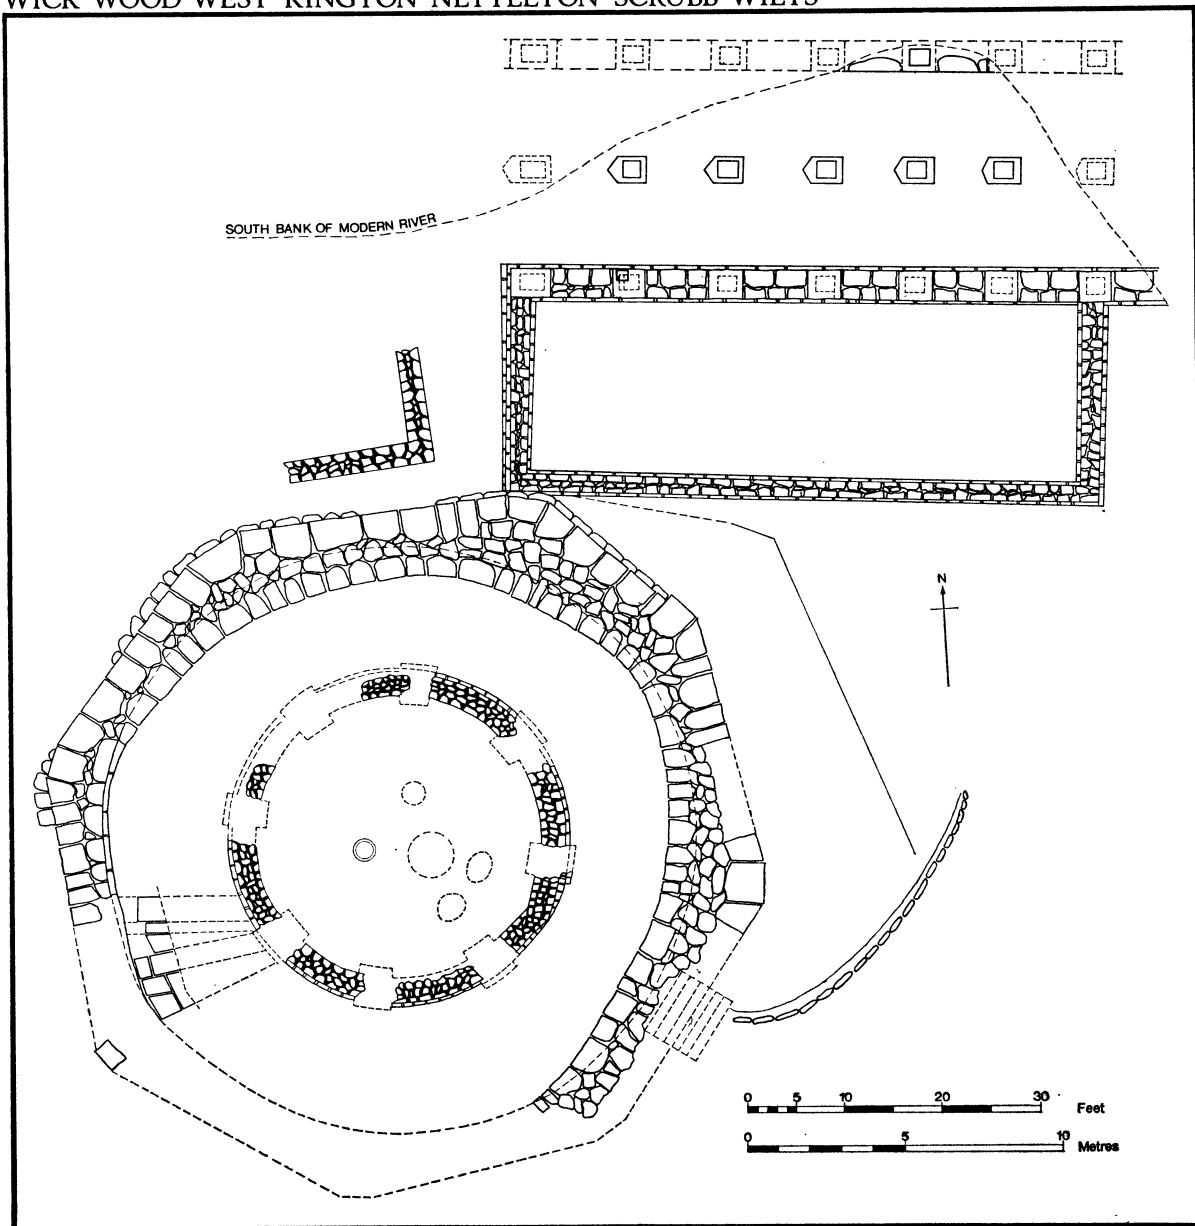 WICK WOOD WEST KINGTON NETTLETON SCRUBB WILTS
SOUTH BANK OF MODERN RIVER
N
0 5 10 20 30 Feet
0 5 10 Metres